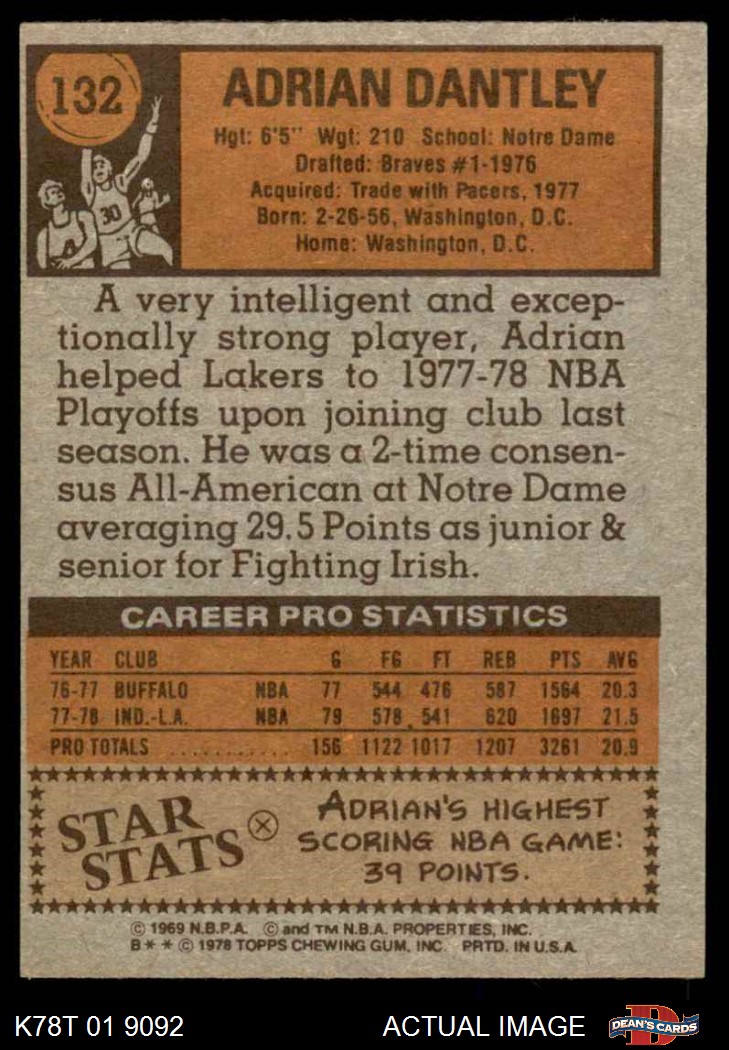 132
ADRIAN DANTLEY
Hgt: 6'5" Wgt: 210 School: Notre Dame
Drafted: Braves #1-1976
Acquired: Trade with Pacers, 1977
Born: 2-26-56, Washington, D.C.
Home: Washington, D.C.
30
A very intelligent and excep-
tionally strong player, Adrian
helped Lakers to 1977-78 NBA
Playoffs upon joining club last
season. He was a 2-time consen-
sus All-American at Notre Dame
averaging 29.5 Points as junior &
senior for Fighting Irish.
CAREER PRO STATISTICS
YEAR CLUB G FG FT REB PTS AVG
76-77 BUFFALO NBA 77 544 476 587 1564 20.3
77-78 IND.-L.A. NBA 79 578 541 620 1697 21.5
PRO TOTALS ............ 156 1122 1017 1207 3261 20.9
STAR
STATS
ADRIAN'S HIGHEST
SCORING NBA GAME:
39 POINTS.
© 1969 N.B.P.A. © and TM N.B.A. PROPERTIES, INC.
B * * © 1978 TOPPS CHEWING GUM, INC. PRTD. IN U.S.A.
K78T 01 9092 ACTUAL IMAGE
D
DEAN'S CARDS